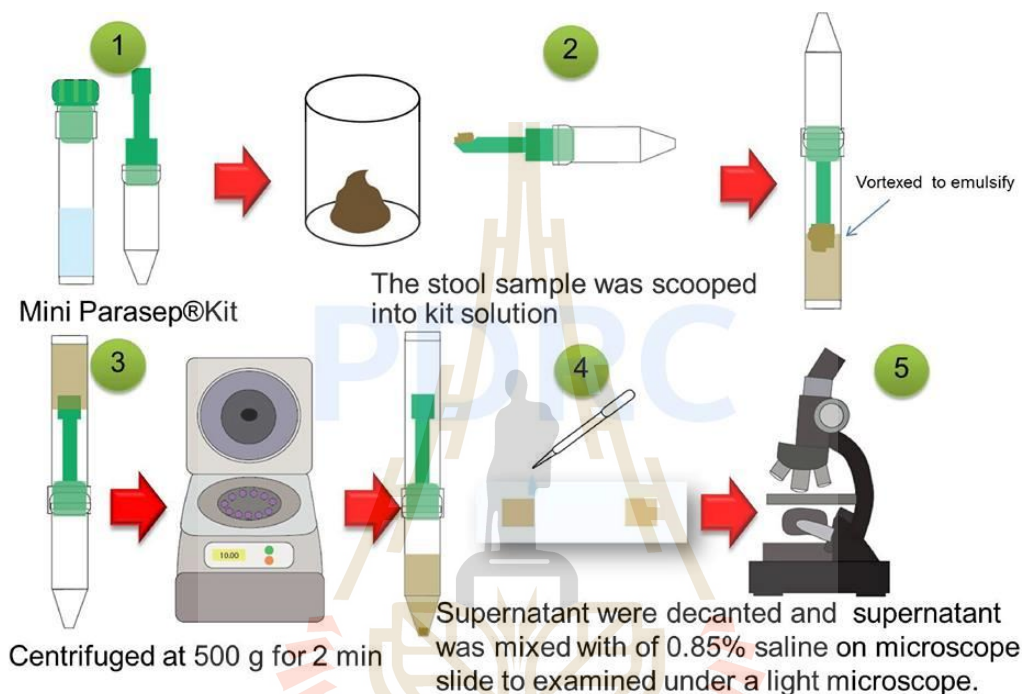 1
2
Vortexed to emulsify
Mini Parasep®Kit
The stool sample was scooped
into kit solution
PDRC
3
4
5
10.00
Centrifuged at 500 g for 2 min
Supernatant were decanted and supernatant
was mixed with of 0.85% saline on microscope
slide to examined under a light microscope.